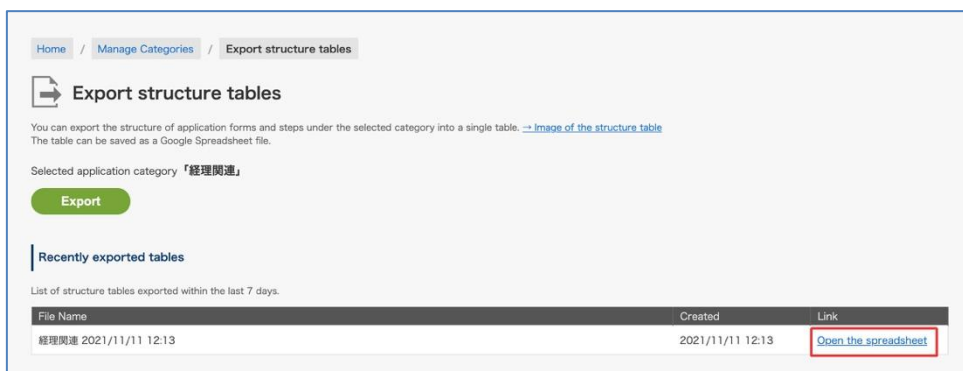 Home / Manage Categories / Export structure tables
Export structure tables
You can export the structure of application forms and steps under the selected category into a single table. → Image of the structure table
The table can be saved as a Google Spreadsheet file.
Selected application category「経理関連」
Export
Recently exported tables
List of structure tables exported within the last 7 days.
File Name Created Link
経理関連 2021/11/11 12:13 2021/11/11 12:13 Open the spreadsheet